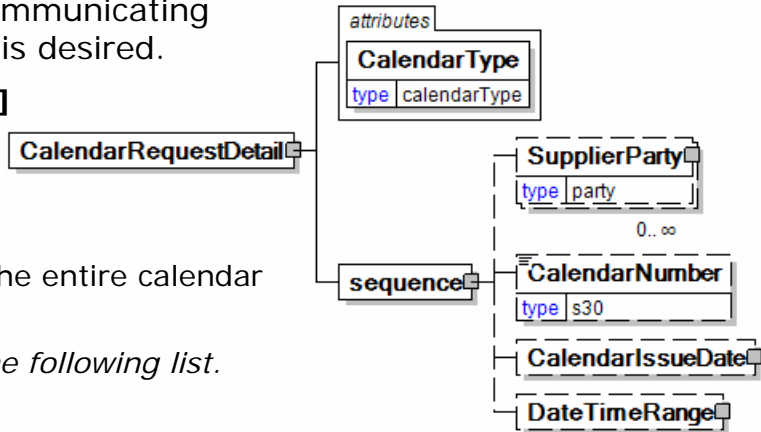 mmunicating
is desired.
]
he entire calendar
e following list.
CalendarRequestDetail
attributes
CalendarType
type calendarType
sequence
SupplierParty
type party
0.. ∞
CalendarNumber
type s30
CalendarIssueDate
DateTimeRange